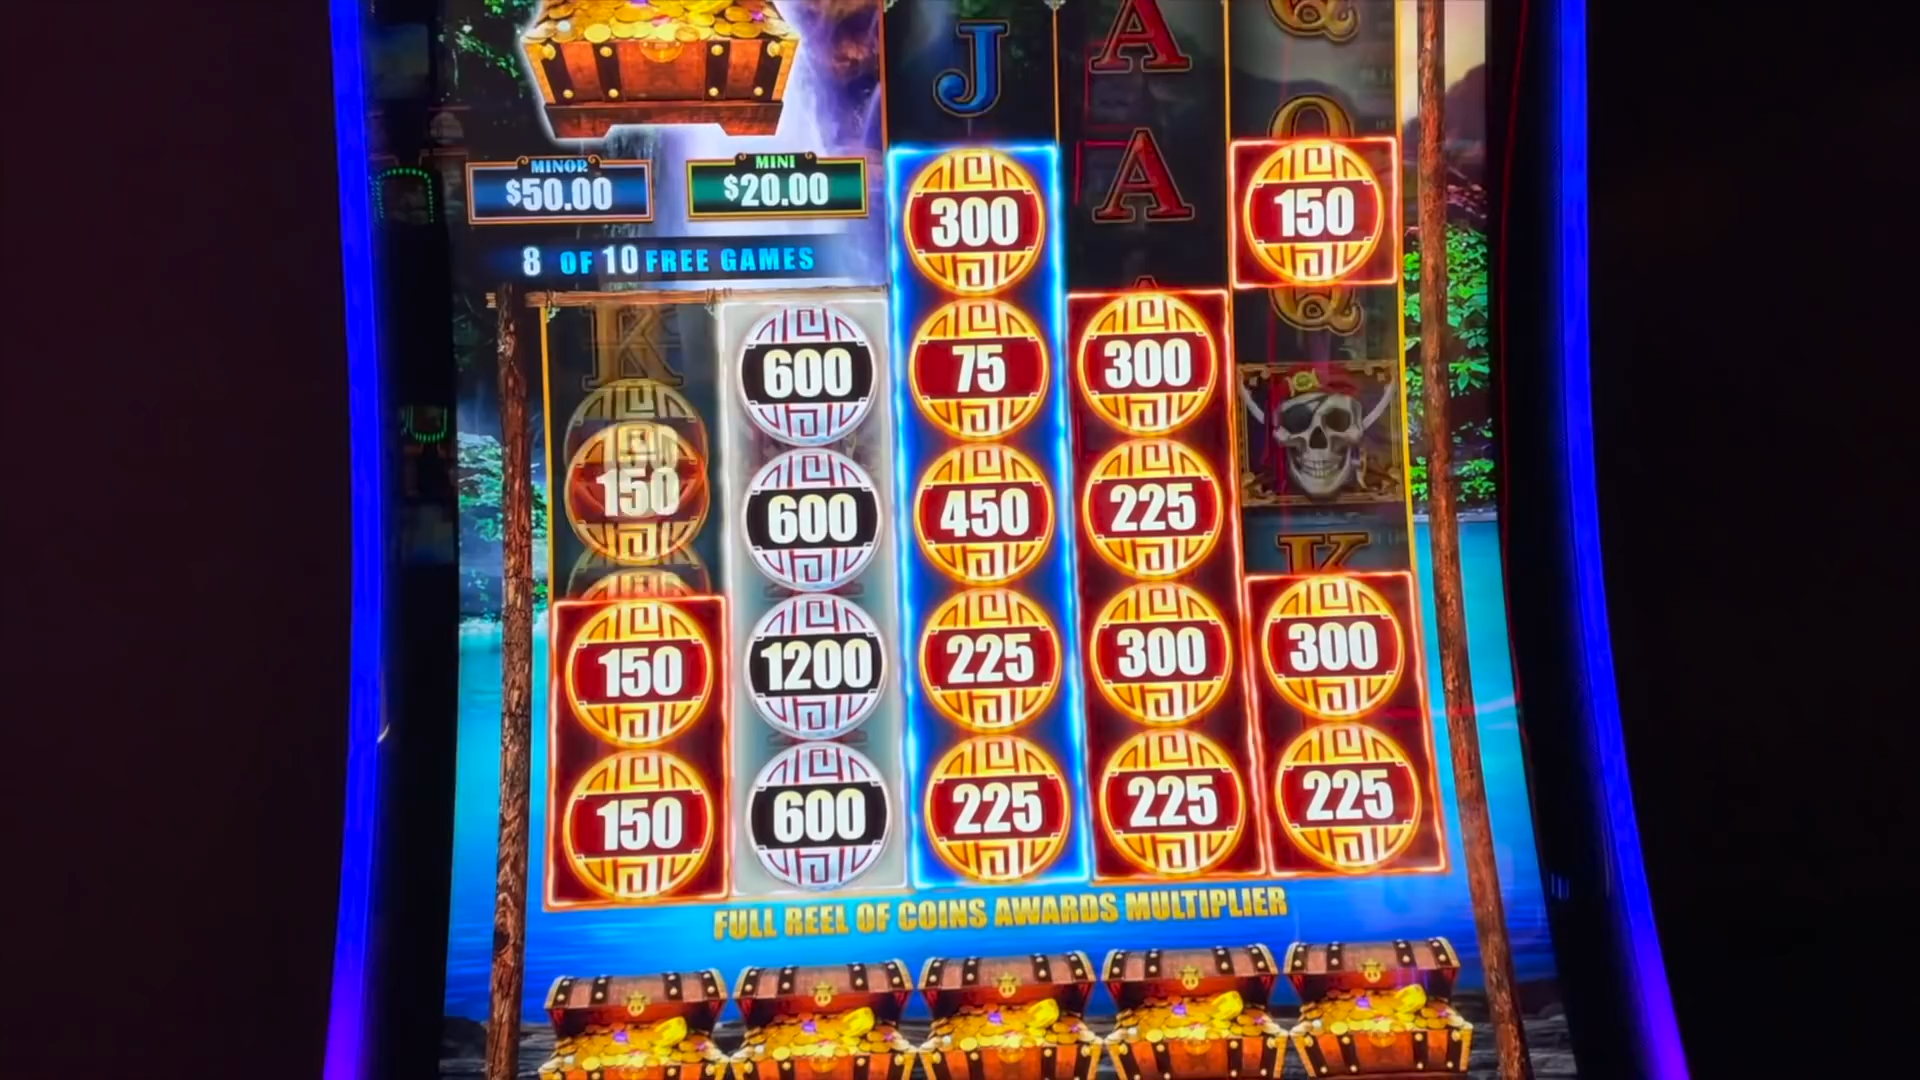 J A Q
MINOR MINI
$50.00 $20.00
A Q
8 OF 10 FREE GAMES
300 150
K 600 75 300 Q
150 600 450 225
K
150 1200 225 300 300
150 600 225 225 225
FULL REEL OF COINS AWARDS MULTIPLIER